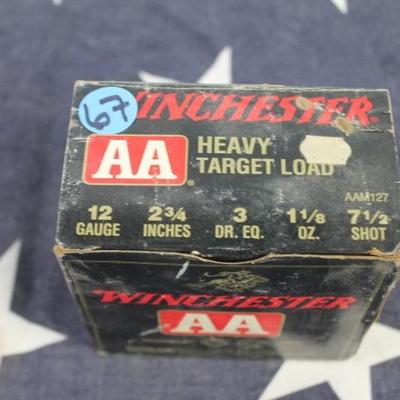 67
WINCHESTER®
AA®
HEAVY
TARGET LOAD
AAM127
12 2¾ 3 1⅛ 7½
GAUGE INCHES DR. EQ. OZ. SHOT
WINCHESTER
AA